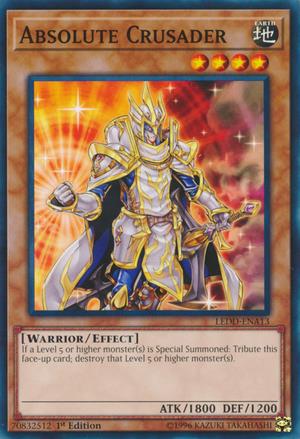 ABSOLUTE CRUSADER
EARTH
地
LEDD-ENA13
[WARRIOR/EFFECT]
If a Level 5 or higher monster(s) is Special Summoned: Tribute this
face-up card; destroy that Level 5 or higher monster(s).
ATK/1800 DEF/1200
70832512 1st Edition ©1996 KAZUKI TAKAHASHI